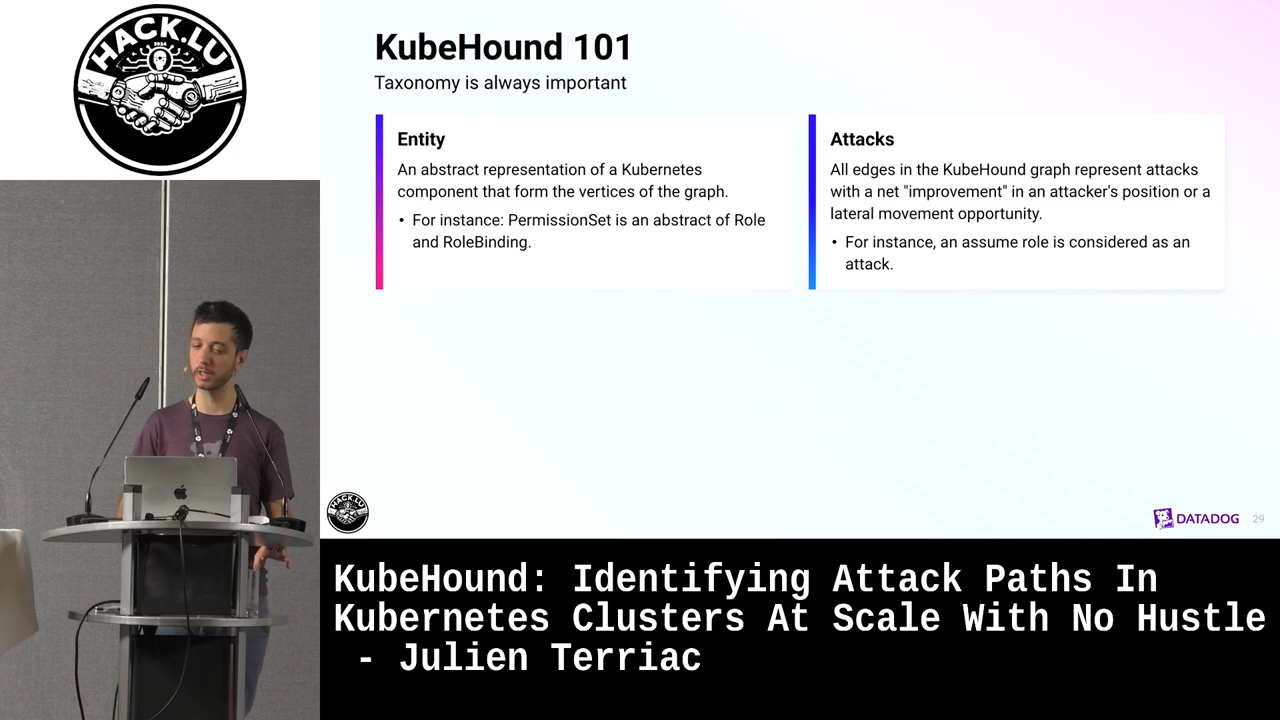 HACK.LU
2024
KubeHound 101
Taxonomy is always important
Entity
An abstract representation of a Kubernetes
component that form the vertices of the graph.
• For instance: PermissionSet is an abstract of Role
and RoleBinding.
Attacks
All edges in the KubeHound graph represent attacks
with a net "improvement" in an attacker's position or a
lateral movement opportunity.
• For instance, an assume role is considered as an
attack.
HACK.LU
DATADOG
29
KubeHound: Identifying Attack Paths In
Kubernetes Clusters At Scale With No Hustle
- Julien Terriac